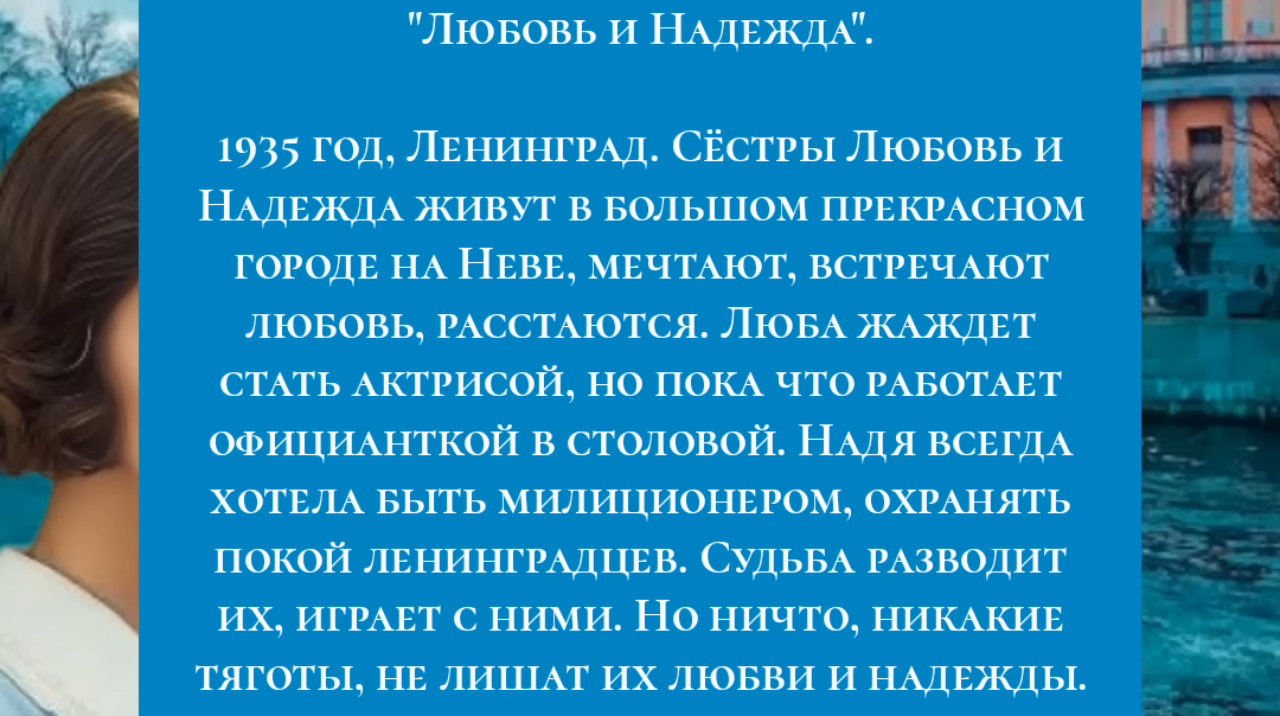 "Любовь и Надежда".
1935 год, Ленинград. Сёстры Любовь и
Надежда живут в большом прекрасном
городе на Неве, мечтают, встречают
любовь, расстаются. Люба жаждет
стать актрисой, но пока что работает
официанткой в столовой. Надя всегда
хотела быть милиционером, охранять
покой ленинградцев. Судьба разводит
их, играет с ними. Но ничто, никакие
тяготы, не лишат их любви и надежды.